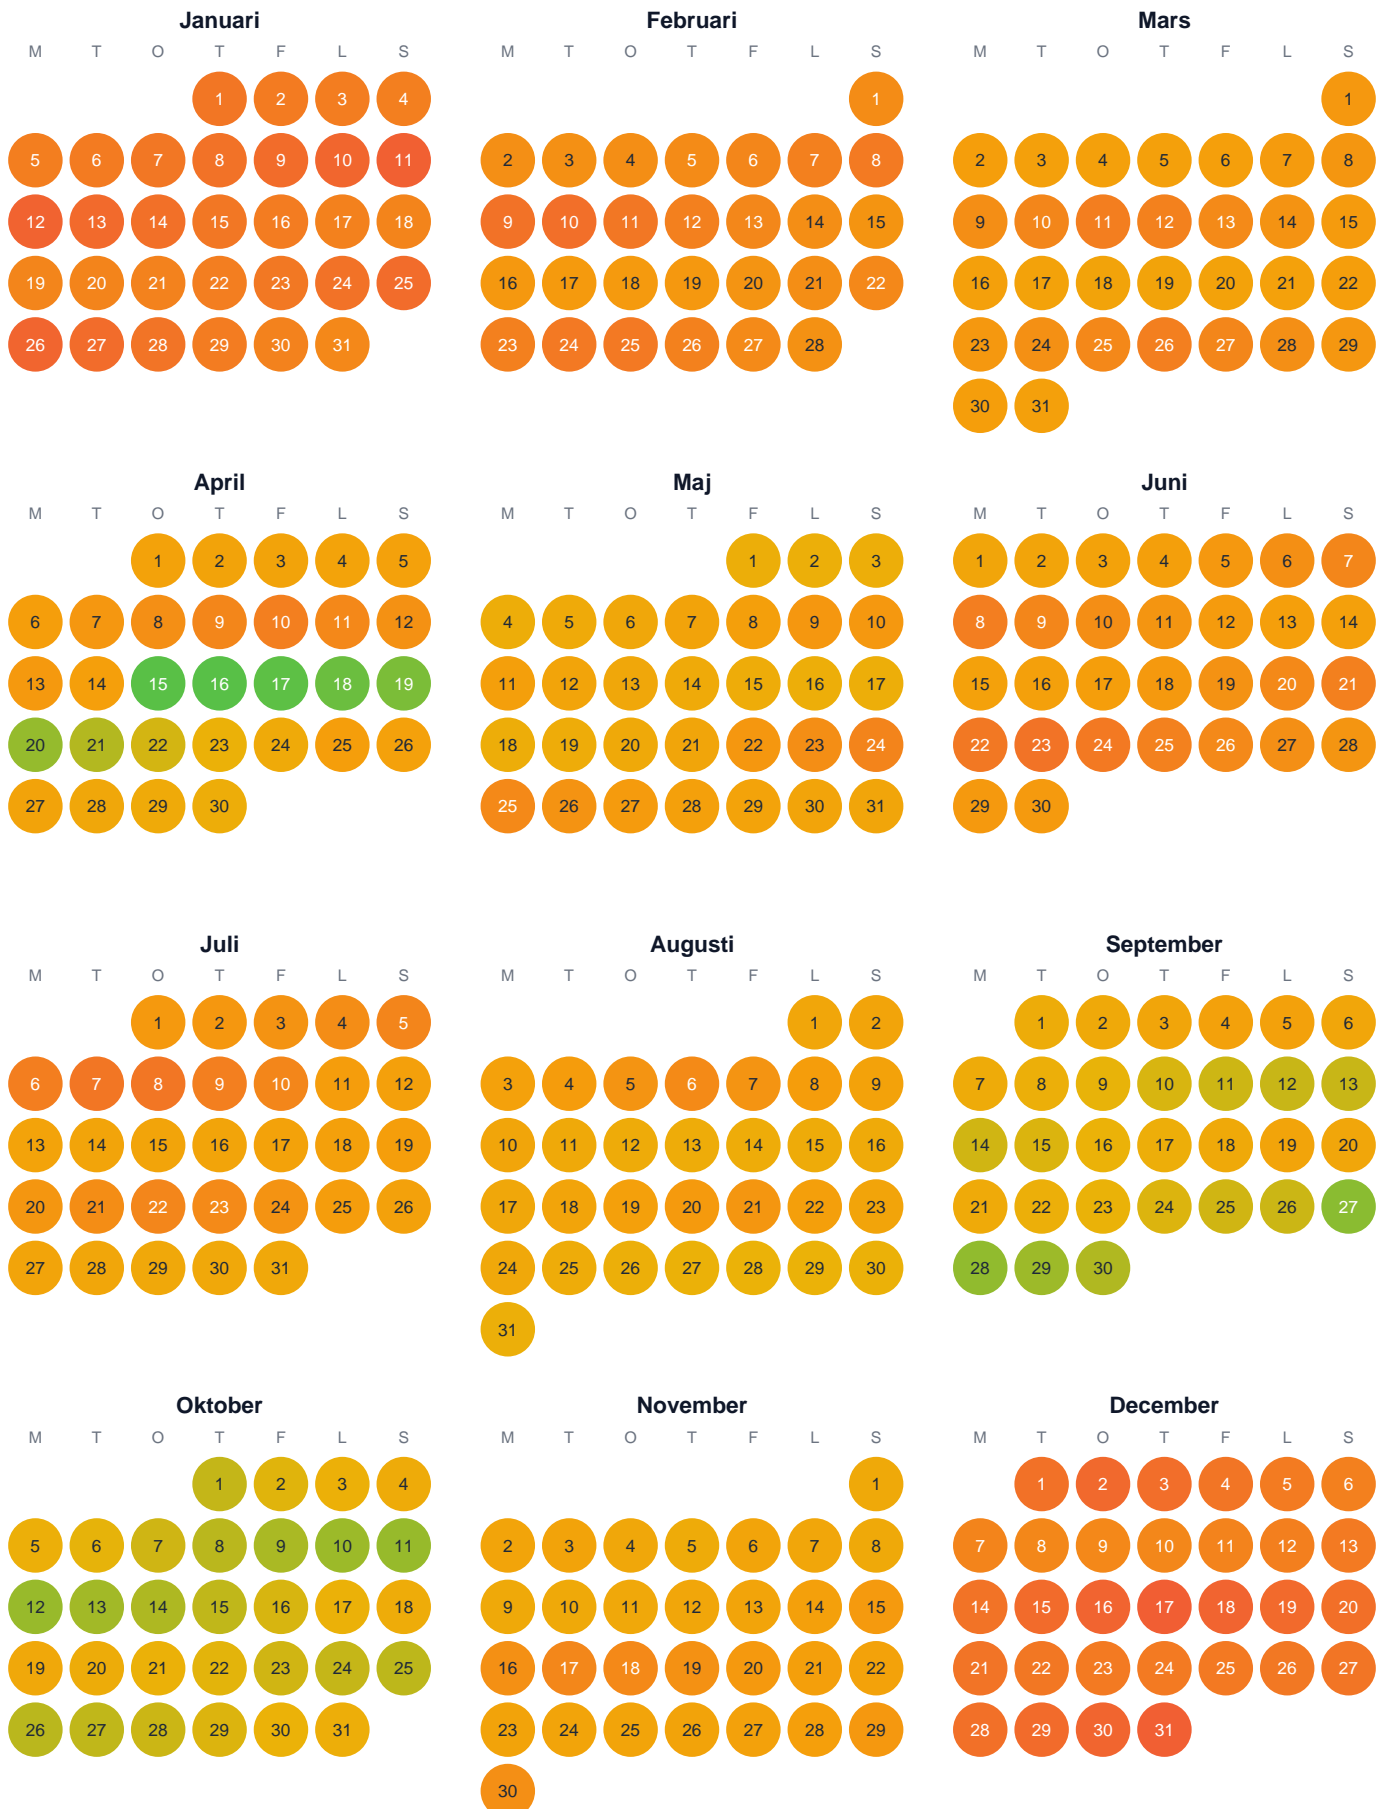 Januari Februari Mars
M T O T F L S M T O T F L S M T O T F L S
1 2 3 4 1 1
5 6 7 8 9 10 11 2 3 4 5 6 7 8 2 3 4 5 6 7 8
12 13 14 15 16 17 18 9 10 11 12 13 14 15 9 10 11 12 13 14 15
19 20 21 22 23 24 25 16 17 18 19 20 21 22 16 17 18 19 20 21 22
26 27 28 29 30 31 23 24 25 26 27 28 23 24 25 26 27 28 29
30 31
April Maj Juni
M T O T F L S M T O T F L S M T O T F L S
1 2 3 4 5 1 2 3 1 2 3 4 5 6 7
6 7 8 9 10 11 12 4 5 6 7 8 9 10 8 9 10 11 12 13 14
13 14 15 16 17 18 19 11 12 13 14 15 16 17 15 16 17 18 19 20 21
20 21 22 23 24 25 26 18 19 20 21 22 23 24 22 23 24 25 26 27 28
27 28 29 30 25 26 27 28 29 30 31 29 30
Juli Augusti September
M T O T F L S M T O T F L S M T O T F L S
1 2 3 4 5 1 2 1 2 3 4 5 6
6 7 8 9 10 11 12 3 4 5 6 7 8 9 7 8 9 10 11 12 13
13 14 15 16 17 18 19 10 11 12 13 14 15 16 14 15 16 17 18 19 20
20 21 22 23 24 25 26 17 18 19 20 21 22 23 21 22 23 24 25 26 27
27 28 29 30 31 24 25 26 27 28 29 30 28 29 30
31
Oktober November December
M T O T F L S M T O T F L S M T O T F L S
1 2 3 4 1 1 2 3 4 5 6
5 6 7 8 9 10 11 2 3 4 5 6 7 8 7 8 9 10 11 12 13
12 13 14 15 16 17 18 9 10 11 12 13 14 15 14 15 16 17 18 19 20
19 20 21 22 23 24 25 16 17 18 19 20 21 22 21 22 23 24 25 26 27
26 27 28 29 30 31 23 24 25 26 27 28 29 28 29 30 31
30